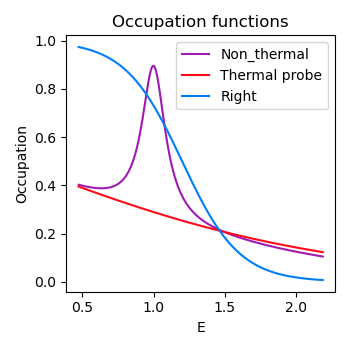 Occupation functions
Non_thermal
Thermal probe
Right
Occupation
1.0
0.8
0.6
0.4
0.2
0.0
0.5
1.0
1.5
2.0
E